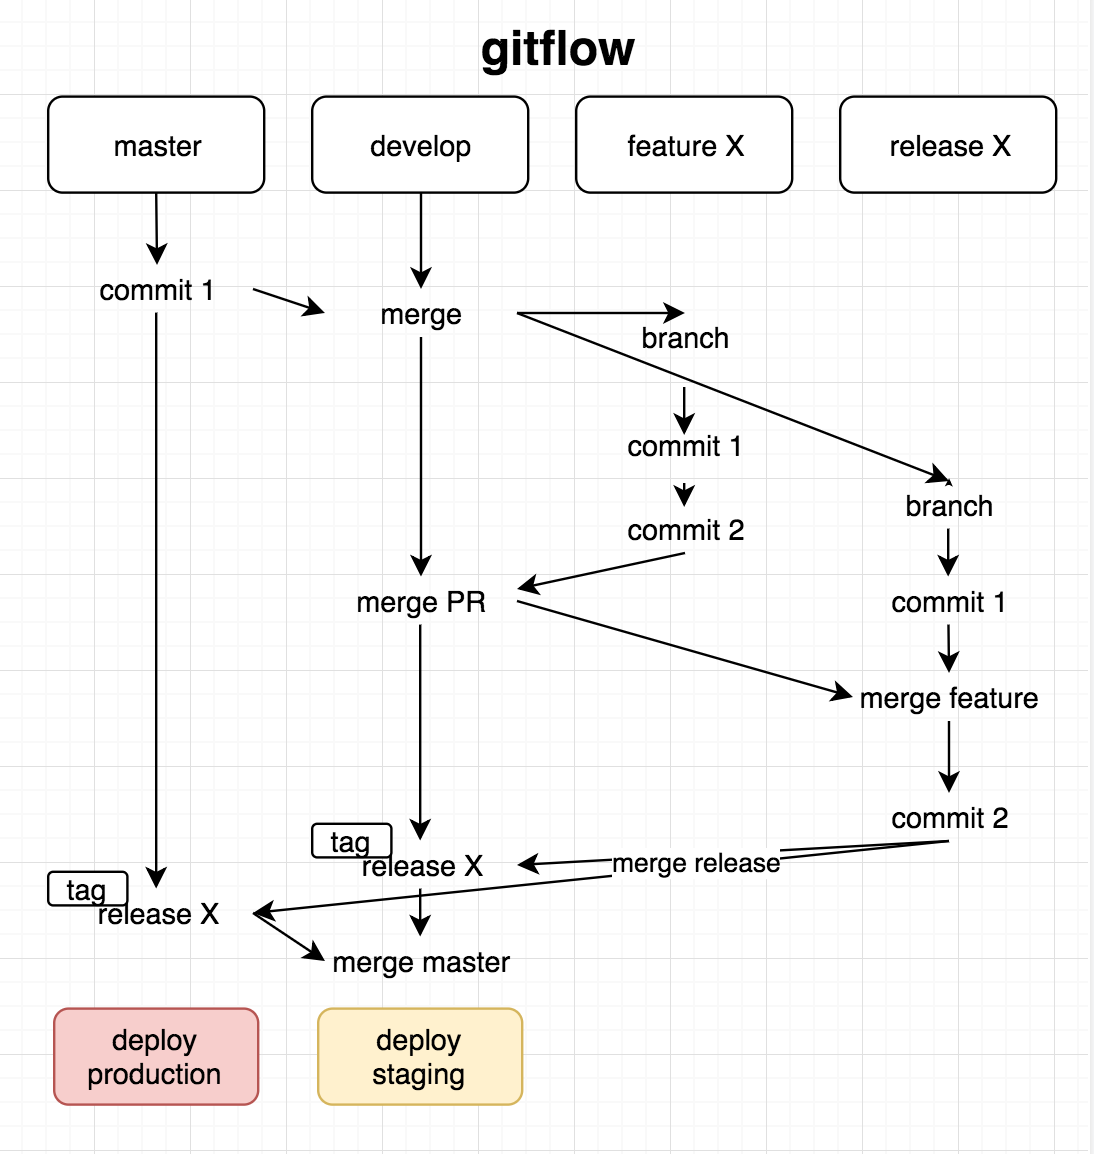 gitflow
master
develop
feature X
release X
commit 1
merge
branch
commit 1
branch
commit 2
merge PR
commit 1
merge feature
commit 2
tag
release X
merge release
tag
release X
merge master
deploy
production
deploy
staging